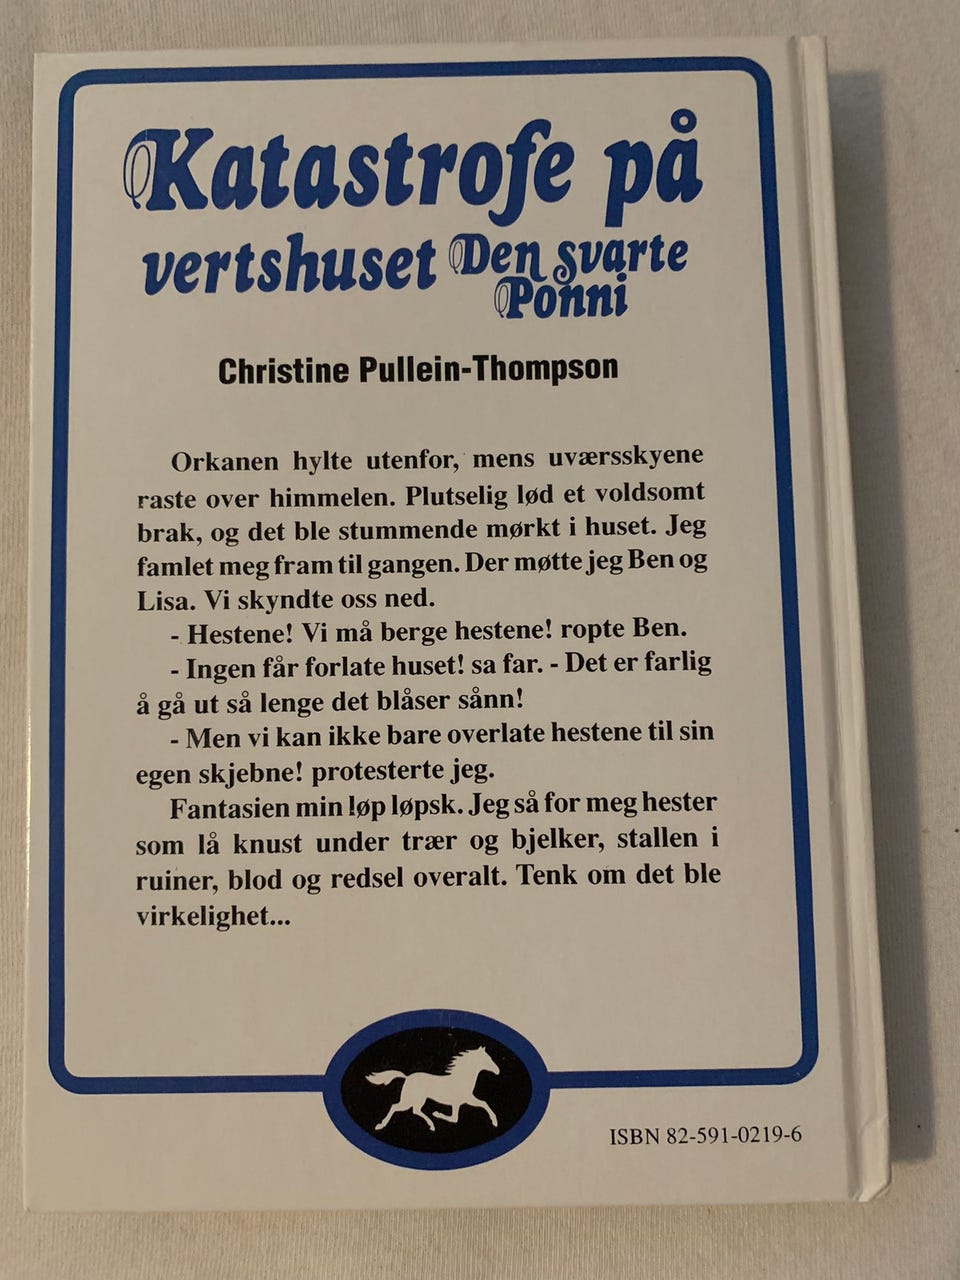 Katastrofe på
vertshuset Den svarte
Ponni
Christine Pullein-Thompson
Orkanen hylte utenfor, mens uværsskyene
raste over himmelen. Plutselig lød et voldsomt
brak, og det ble stummende mørkt i huset. Jeg
famlet meg fram til gangen. Der møtte jeg Ben og
Lisa. Vi skyndte oss ned.
- Hestene! Vi må berge hestene! ropte Ben.
- Ingen får forlate huset! sa far. - Det er farlig
å gå ut så lenge det blåser sånn!
- Men vi kan ikke bare overlate hestene til sin
egen skjebne! protesterte jeg.
Fantasien min løp løpsk. Jeg så for meg hester
som lå knust under trær og bjelker, stallen i
ruiner, blod og redsel overalt. Tenk om det ble
virkelighet...
ISBN 82-591-0219-6